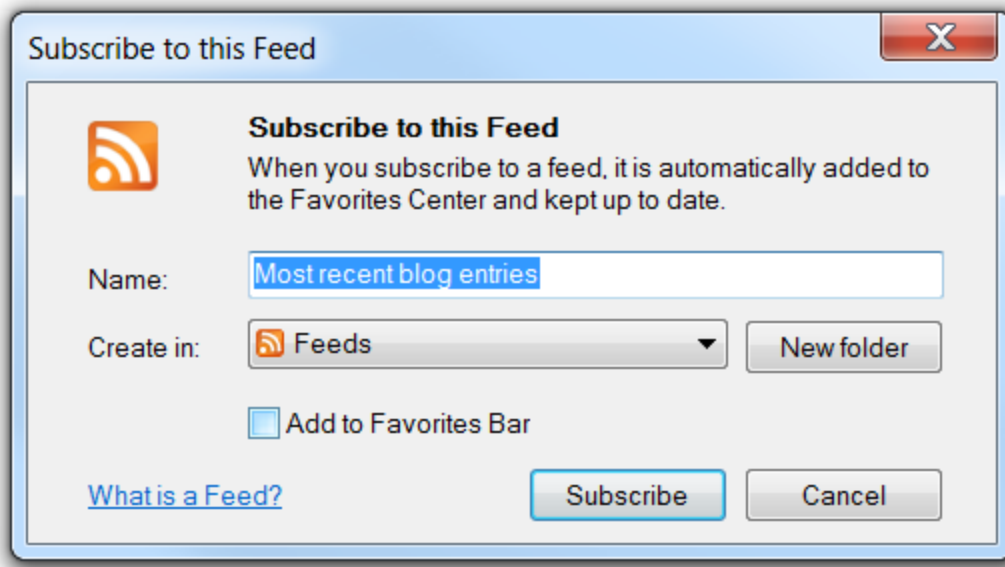 Subscribe to this Feed
Subscribe to this Feed
When you subscribe to a feed, it is automatically added to
the Favorites Center and kept up to date.
Name: Most recent blog entries
Create in: Feeds New folder
Add to Favorites Bar
What is a Feed? Subscribe Cancel